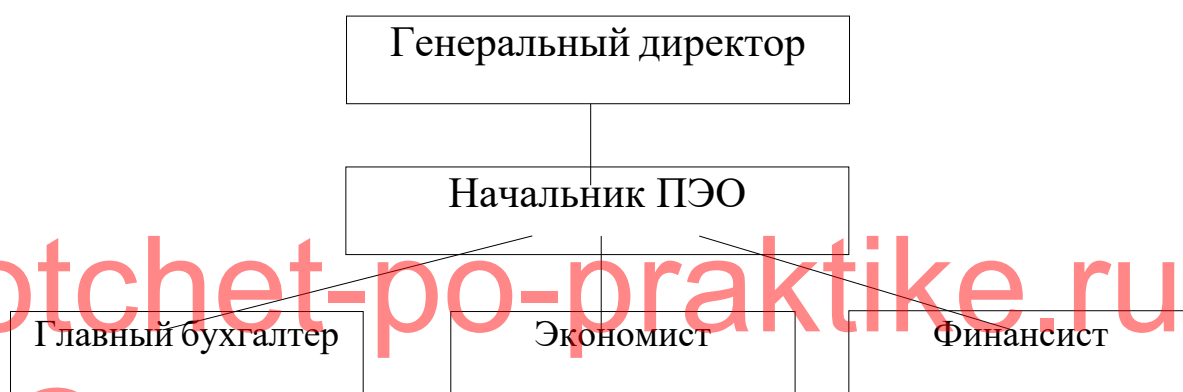 Генеральный директор
Начальник ПЭО
otchet-po-praktike.ru
Главный бухгалтер
Экономист
Финансист